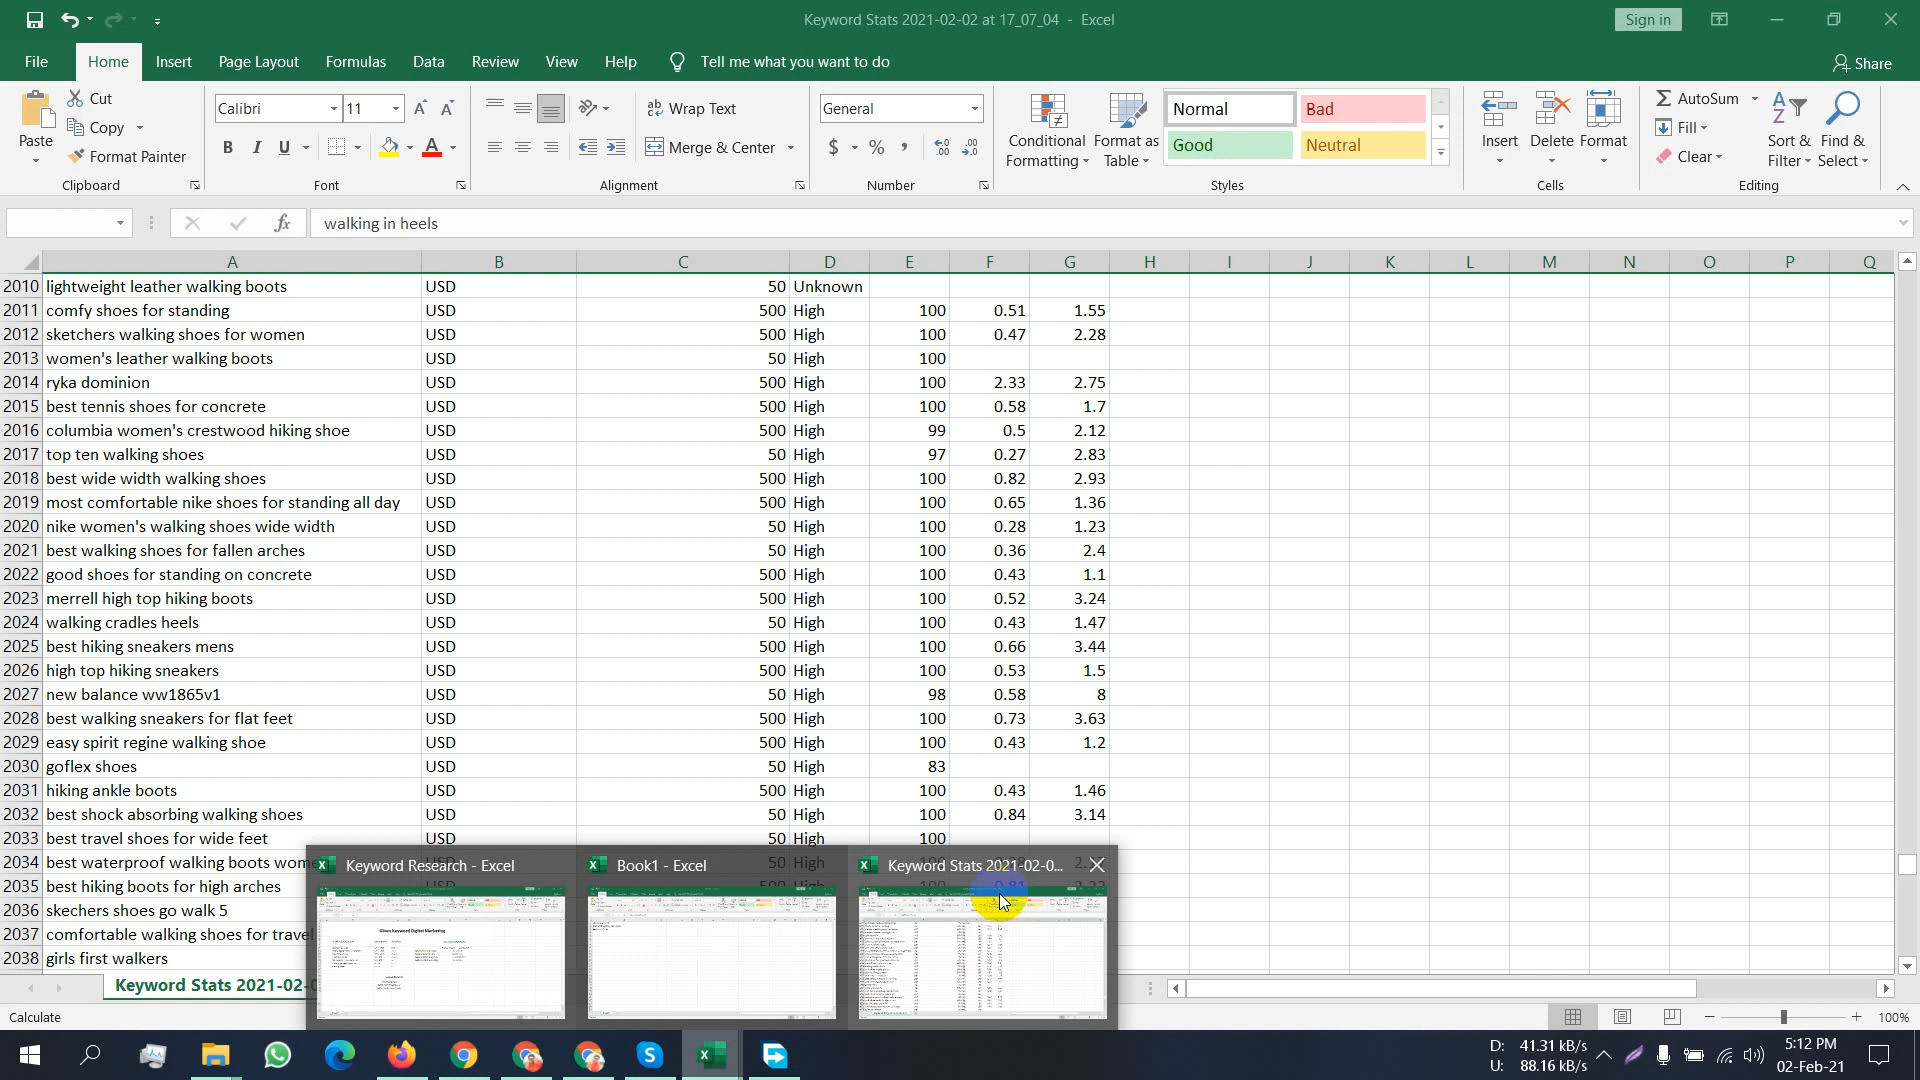 Keyword Stats 2021-02-02 at 17_07_04 - Excel
Sign in
File Home Insert Page Layout Formulas Data Review View Help Tell me what you want to do Share
Paste Cut Copy Format Painter
Calibri 11
B I U A
Wrap Text
Merge & Center
General
$ % ,
Conditional Formatting Format as Table
Normal Bad
Good Neutral
Insert Delete Format
AutoSum Fill Clear
Sort & Filter Find & Select
Clipboard Font Alignment Number Styles Cells Editing
fx walking in heels
A B C D E F G H I J K L M N O P Q
2010 lightweight leather walking boots USD 50 Unknown
2011 comfy shoes for standing USD 500 High 100 0.51 1.55
2012 sketchers walking shoes for women USD 500 High 100 0.47 2.28
2013 women's leather walking boots USD 50 High 100
2014 ryka dominion USD 500 High 100 2.33 2.75
2015 best tennis shoes for concrete USD 500 High 100 0.58 1.7
2016 columbia women's crestwood hiking shoe USD 500 High 99 0.5 2.12
2017 top ten walking shoes USD 50 High 97 0.27 2.83
2018 best wide width walking shoes USD 500 High 100 0.82 2.93
2019 most comfortable nike shoes for standing all day USD 500 High 100 0.65 1.36
2020 nike women's walking shoes wide width USD 50 High 100 0.28 1.23
2021 best walking shoes for fallen arches USD 50 High 100 0.36 2.4
2022 good shoes for standing on concrete USD 500 High 100 0.43 1.1
2023 merrell high top hiking boots USD 500 High 100 0.52 3.24
2024 walking cradles heels USD 50 High 100 0.43 1.47
2025 best hiking sneakers mens USD 500 High 100 0.66 3.44
2026 high top hiking sneakers USD 500 High 100 0.53 1.5
2027 new balance ww1865v1 USD 50 High 98 0.58 8
2028 best walking sneakers for flat feet USD 500 High 100 0.73 3.63
2029 easy spirit regine walking shoe USD 500 High 100 0.43 1.2
2030 goflex shoes USD 50 High 83
2031 hiking ankle boots USD 500 High 100 0.43 1.46
2032 best shock absorbing walking shoes USD 50 High 100 0.84 3.14
2033 best travel shoes for wide feet USD 50 High 100
2034 best waterproof walking boots
2035 best hiking boots for high arches
2036 skechers shoes go walk 5
2037 comfortable walking shoes for travel
2038 girls first walkers
Keyword Research - Excel
Book1 - Excel
Keyword Stats 2021-02-0...
Gloves Keyword Digital Marketing
Keyword Stats 2021-02-
Calculate
100%
D: 41.31 kB/s
U: 88.16 kB/s
5:12 PM
02-Feb-21